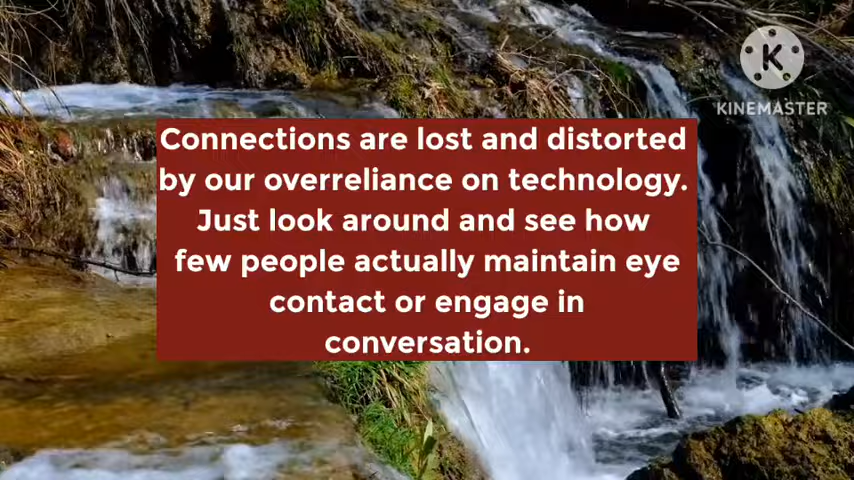 K
KINEMASTER
Connections are lost and distorted
by our overreliance on technology.
Just look around and see how
few people actually maintain eye
contact or engage in
conversation.